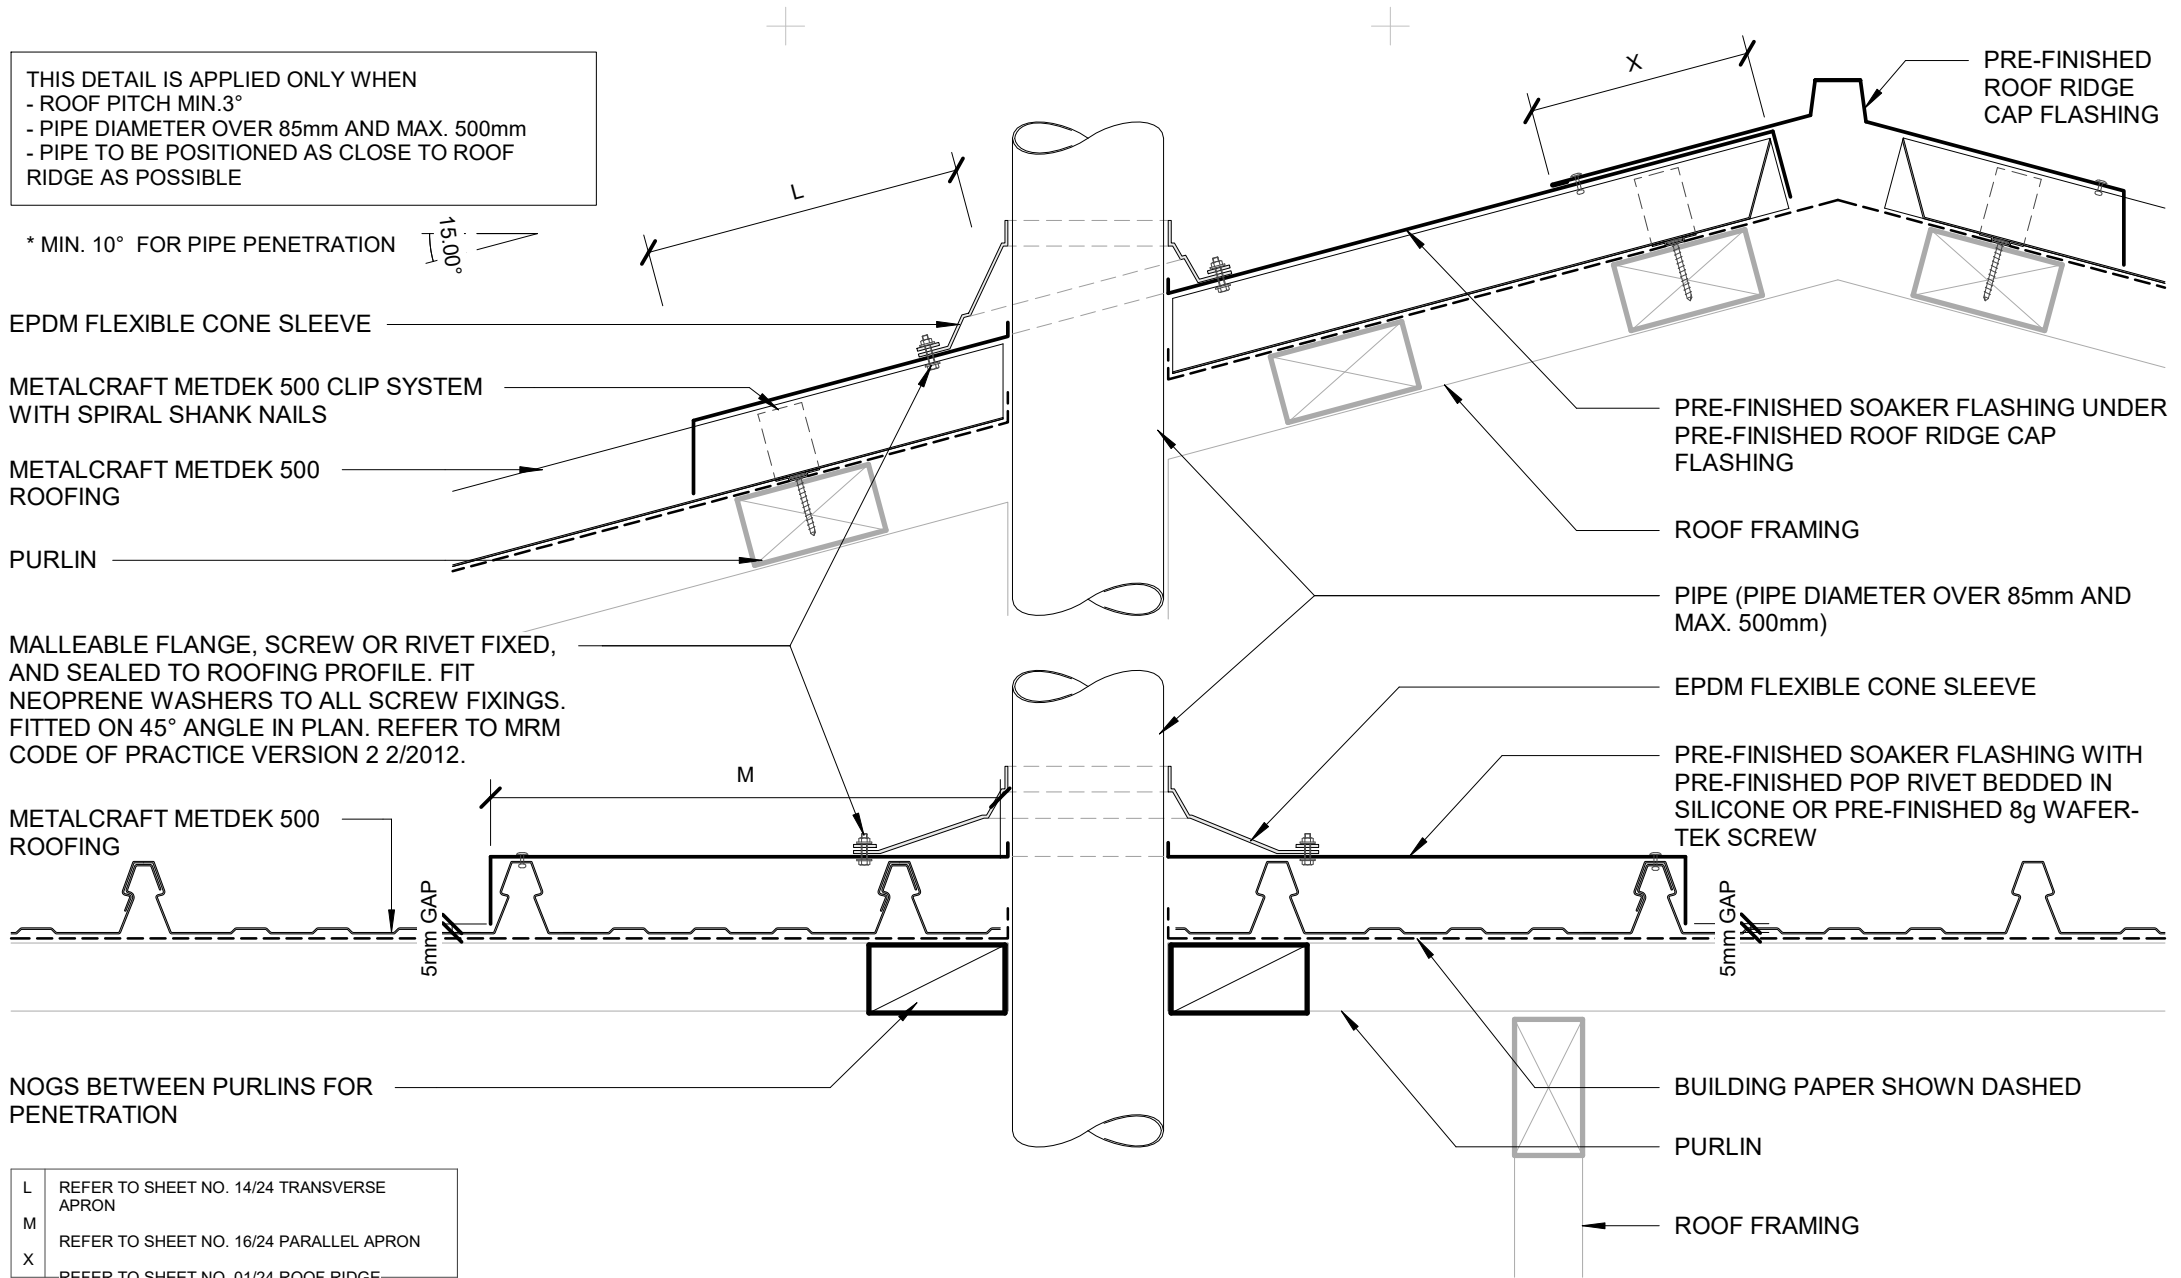 THIS DETAIL IS APPLIED ONLY WHEN
- ROOF PITCH MIN.3°
- PIPE DIAMETER OVER 85mm AND MAX. 500mm
- PIPE TO BE POSITIONED AS CLOSE TO ROOF
RIDGE AS POSSIBLE
* MIN. 10° FOR PIPE PENETRATION
15.00°
L
X
PRE-FINISHED
ROOF RIDGE
CAP FLASHING
EPDM FLEXIBLE CONE SLEEVE
METALCRAFT METDEK 500 CLIP SYSTEM
WITH SPIRAL SHANK NAILS
METALCRAFT METDEK 500
ROOFING
PURLIN
MALLEABLE FLANGE, SCREW OR RIVET FIXED,
AND SEALED TO ROOFING PROFILE. FIT
NEOPRENE WASHERS TO ALL SCREW FIXINGS.
FITTED ON 45° ANGLE IN PLAN. REFER TO MRM
CODE OF PRACTICE VERSION 2 2/2012.
METALCRAFT METDEK 500
ROOFING
M
5mm GAP
NOGS BETWEEN PURLINS FOR
PENETRATION
PRE-FINISHED SOAKER FLASHING UNDER
PRE-FINISHED ROOF RIDGE CAP
FLASHING
ROOF FRAMING
PIPE (PIPE DIAMETER OVER 85mm AND
MAX. 500mm)
EPDM FLEXIBLE CONE SLEEVE
PRE-FINISHED SOAKER FLASHING WITH
PRE-FINISHED POP RIVET BEDDED IN
SILICONE OR PRE-FINISHED 8g WAFER-
TEK SCREW
5mm GAP
BUILDING PAPER SHOWN DASHED
PURLIN
ROOF FRAMING
L REFER TO SHEET NO. 14/24 TRANSVERSE
APRON
M
REFER TO SHEET NO. 16/24 PARALLEL APRON
X
REFER TO SHEET NO. 01/24 ROOF RIDGE